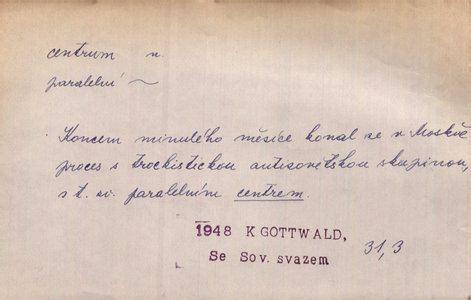 centrum n.
paralelní ~
Koncem minulého měsíce konal se v Moskvě
proces s trockistickou antisovětskou skupinou,
s t. zv. paralelním centrem.
1948 K GOTTWALD,
Se Sov. svazem
31,3